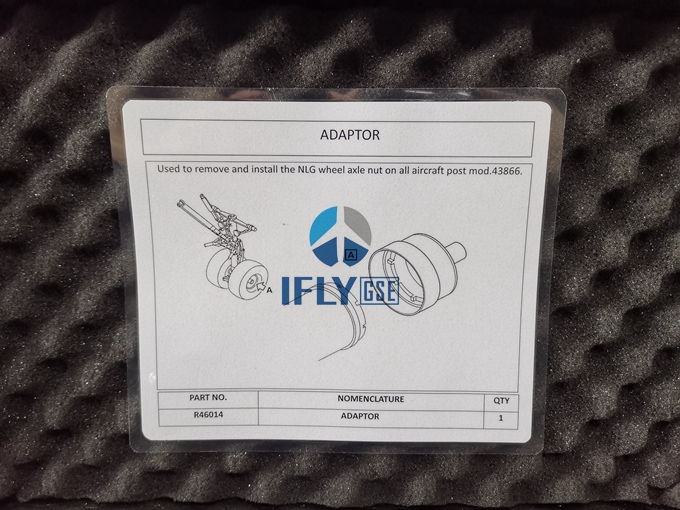 ADAPTOR
Used to remove and install the NLG wheel axle nut on all aircraft post mod.43866.
A
A
IFLY GSE
PART NO. NOMENCLATURE QTY
R46014 ADAPTOR 1